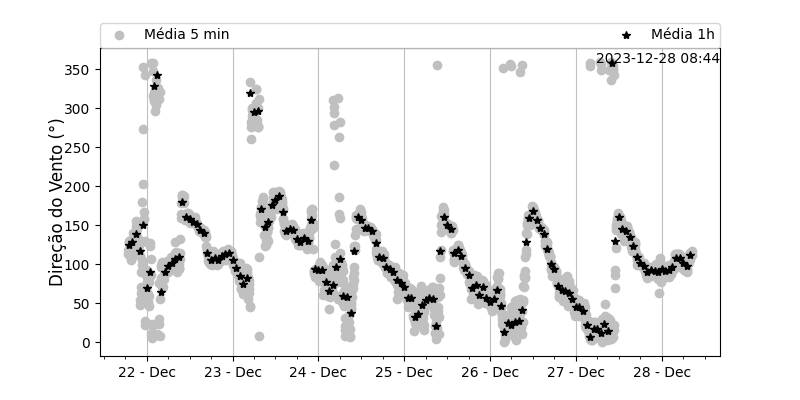 Média 5 min
Média 1h
2023-12-28 08:44
Direção do Vento (°)
350
300
250
200
150
100
50
0
22 - Dec
23 - Dec
24 - Dec
25 - Dec
26 - Dec
27 - Dec
28 - Dec